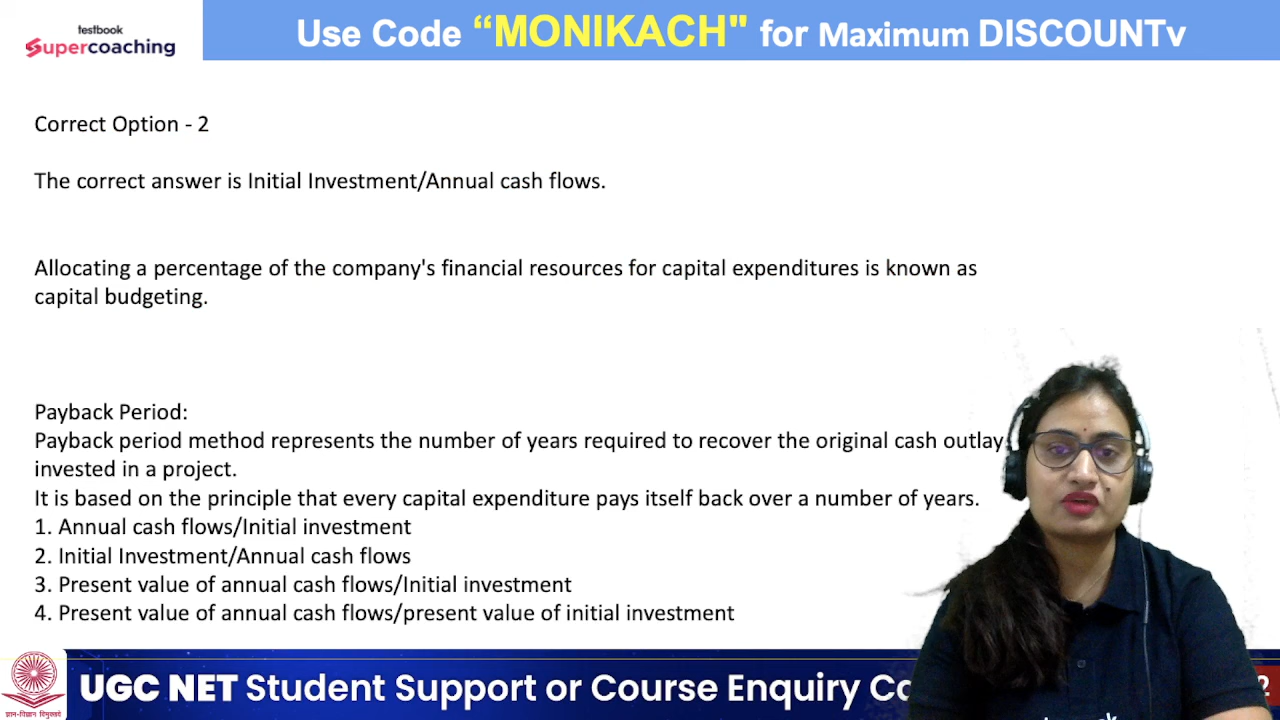 testbook
Supercoaching
Use Code “MONIKACH" for Maximum DISCOUNTv
Correct Option - 2
The correct answer is Initial Investment/Annual cash flows.
Allocating a percentage of the company's financial resources for capital expenditures is known as
capital budgeting.
Payback Period:
Payback period method represents the number of years required to recover the original cash outlay
invested in a project.
It is based on the principle that every capital expenditure pays itself back over a number of years.
1. Annual cash flows/Initial investment
2. Initial Investment/Annual cash flows
3. Present value of annual cash flows/Initial investment
4. Present value of annual cash flows/present value of initial investment
UGC NET Student Support or Course Enquiry